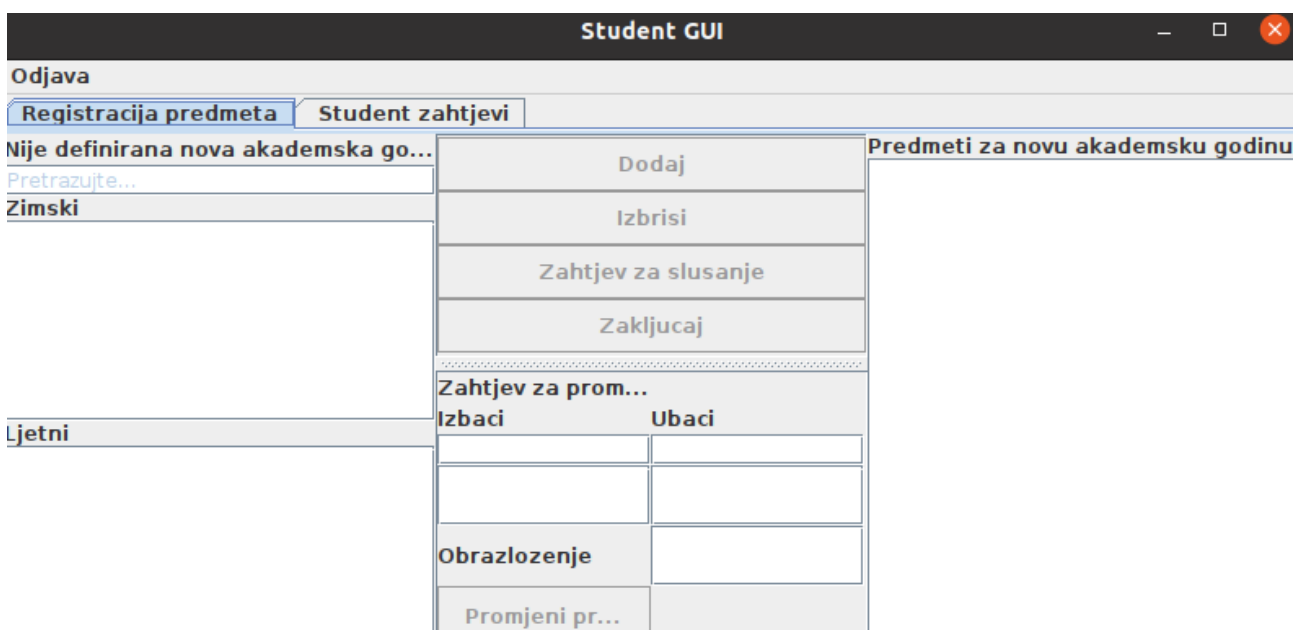 Student GUI
Odjava
Registracija predmeta
Student zahtjevi
Nije definirana nova akademska go...
Pretrazujte...
Zimski
Ljetni
Dodaj
Izbrisi
Zahtjev za slusanje
Zakljucaj
Zahtjev za prom...
Izbaci Ubaci
Obrazlozenje
Promjeni pr...
Predmeti za novu akademsku godinu